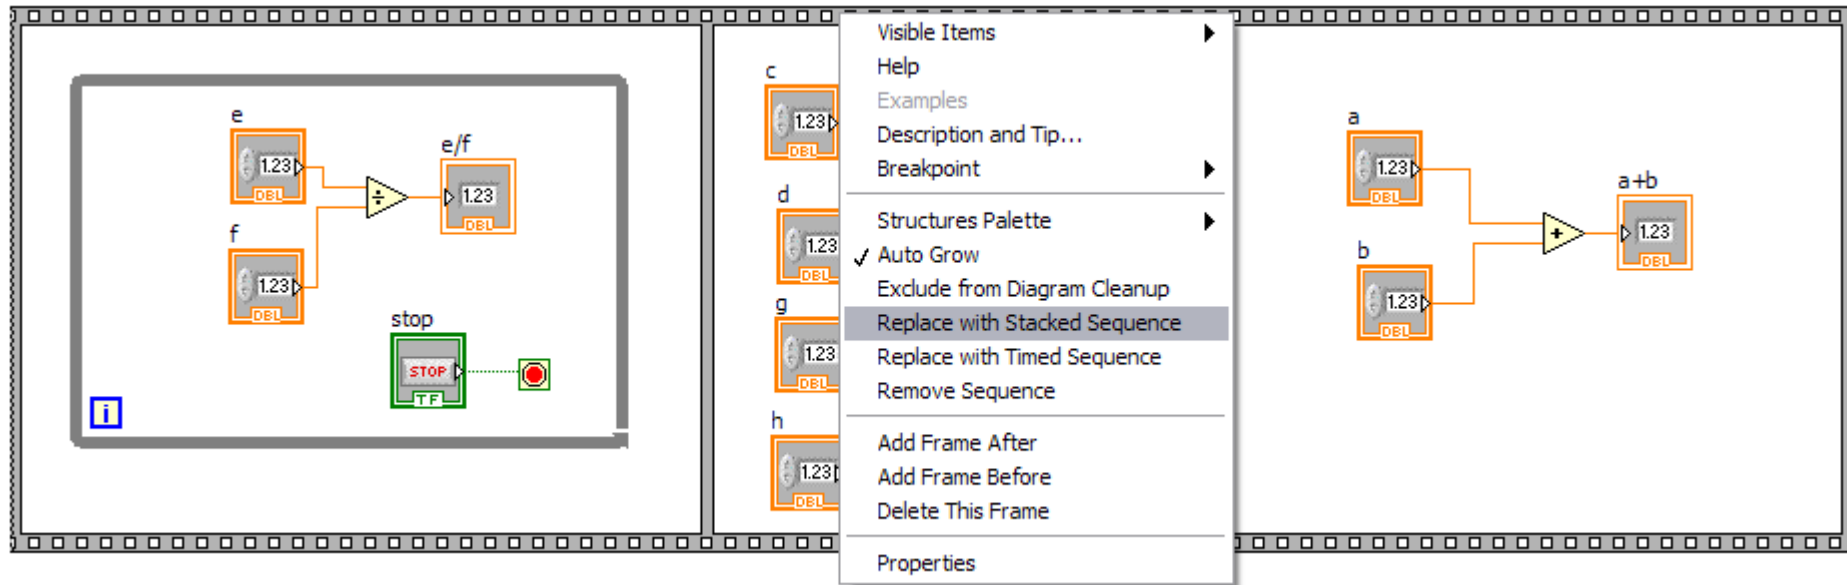 e
1.23
DBL
f
1.23
DBL
÷
e/f
1.23
DBL
stop
STOP
TF
i
c
1.23
DBL
d
1.23
DBL
g
1.23
DBL
h
1.23
DBL
Visible Items
Help
Examples
Description and Tip...
Breakpoint
Structures Palette
✓ Auto Grow
Exclude from Diagram Cleanup
Replace with Stacked Sequence
Replace with Timed Sequence
Remove Sequence
Add Frame After
Add Frame Before
Delete This Frame
Properties
a
1.23
DBL
b
1.23
DBL
+
a+b
1.23
DBL